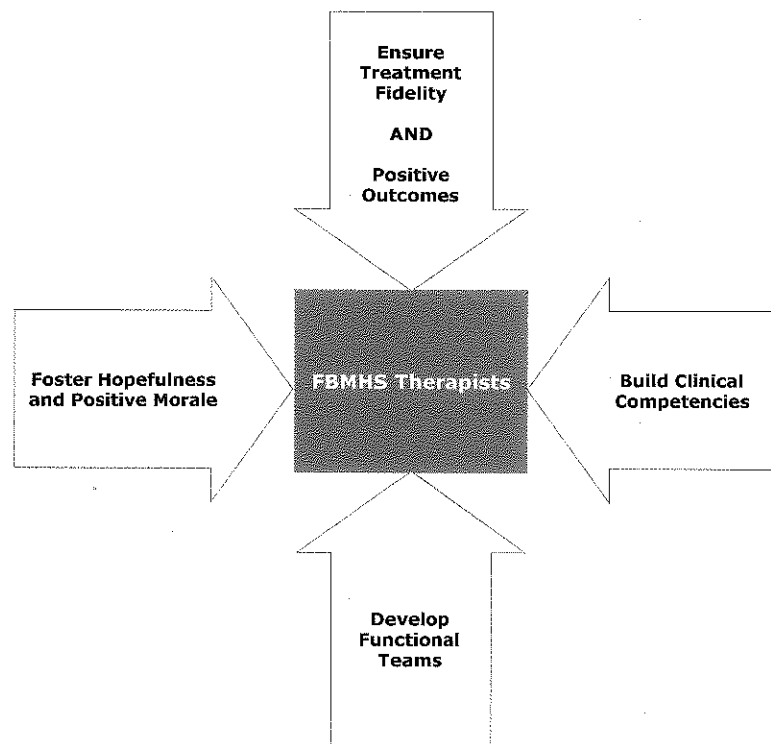 Ensure
Treatment
Fidelity
AND
Positive
Outcomes
Foster Hopefulness
and Positive Morale
FBMHS Therapists
Build Clinical
Competencies
Develop
Functional
Teams